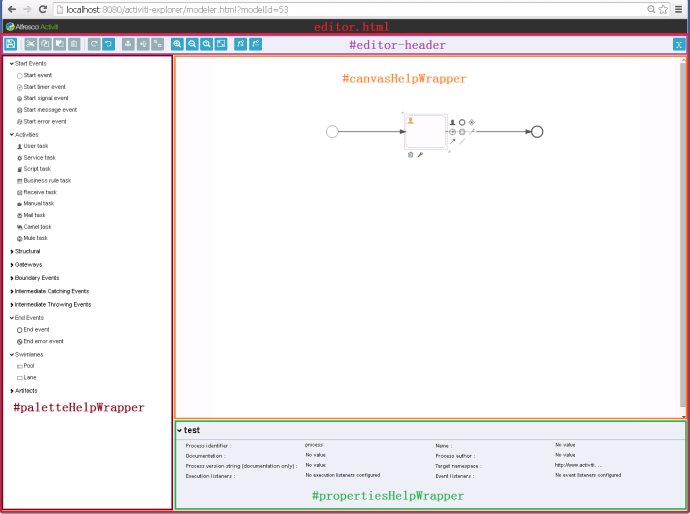 localhost:8080/activiti-explorer/modeler.html?modelId=53
Alfresco Activiti
editor.html
#editor-header
Start Events
Start event
Start timer event
Start signal event
Start message event
Start error event
Activities
User task
Service task
Script task
Business rule task
Receive task
Manual task
Mail task
Camel task
Mule task
Structural
Gateways
Boundary Events
Intermediate Catching Events
Intermediate Throwing Events
End Events
End event
End error event
Swimlanes
Pool
Lane
Artifacts
#paletteHelpWrapper
#canvasHelpWrapper
test
Process identifier : process Name : No value
Documentation : No value Process author : No value
Process version string (documentation only) : No value Target namespace : http://www.activiti. ...
Execution listeners : No execution listeners configured Event listeners : No event listeners configured
#propertiesHelpWrapper